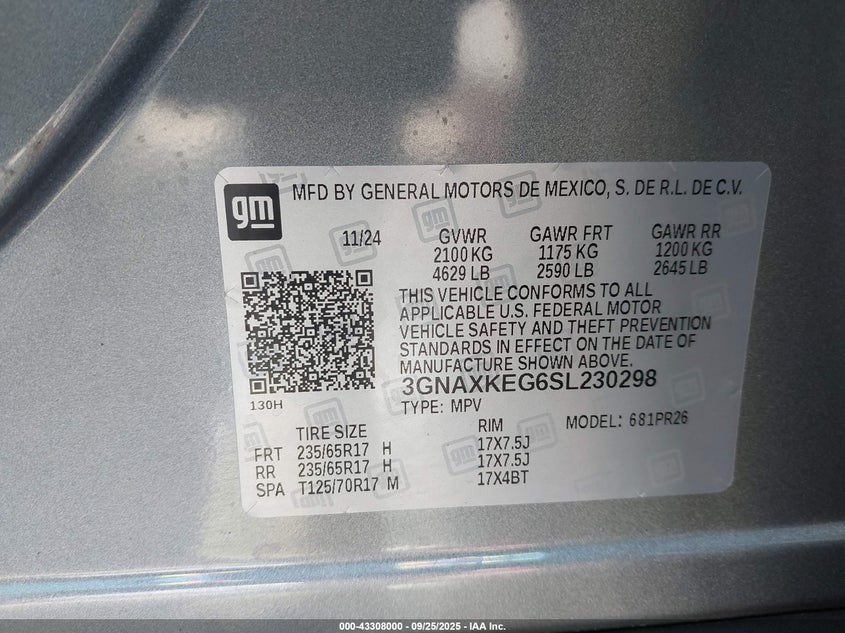 gm
MFD BY GENERAL MOTORS DE MEXICO, S. DE R.L. DE C.V.
11/24 GVWR GAWR FRT GAWR RR
2100 KG 1175 KG 1200 KG
4629 LB 2590 LB 2645 LB
THIS VEHICLE CONFORMS TO ALL
APPLICABLE U.S. FEDERAL MOTOR
VEHICLE SAFETY AND THEFT PREVENTION
STANDARDS IN EFFECT ON THE DATE OF
MANUFACTURE SHOWN ABOVE.
3GNAXKEG6SL230298
130H
TYPE: MPV
MODEL: 681PR26
TIRE SIZE RIM
FRT 235/65R17 H 17X7.5J
RR 235/65R17 H 17X7.5J
SPA T125/70R17 M 17X4BT
000-43308000 - 09/25/2025 - IAA Inc.